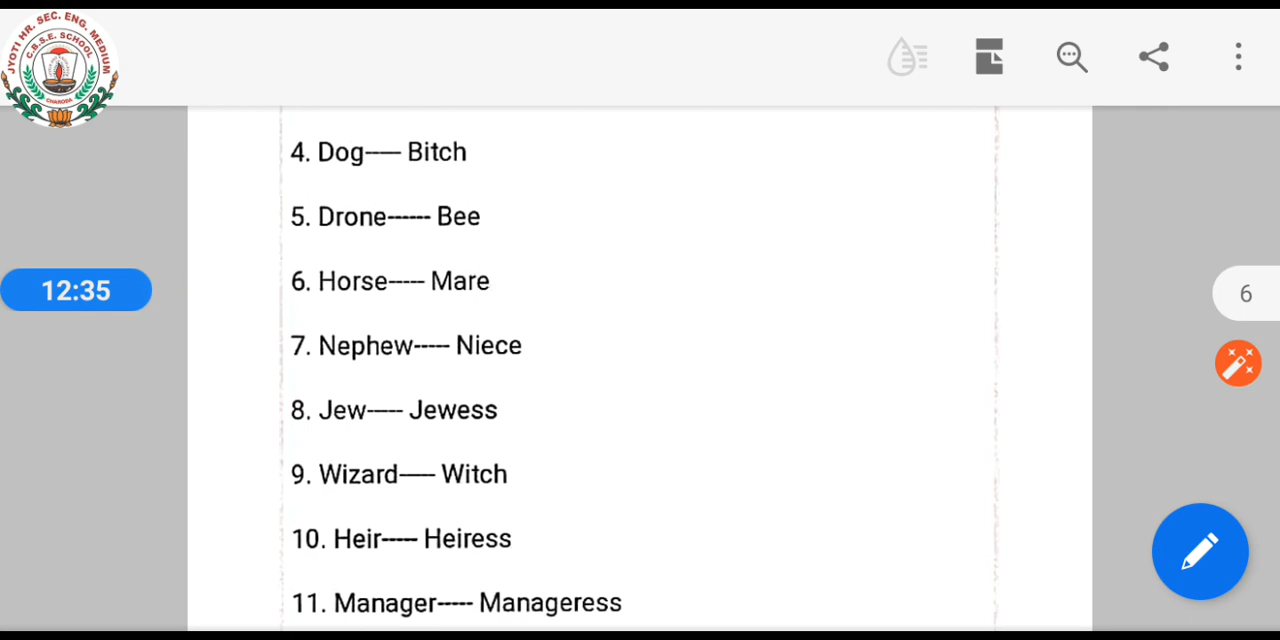 JYOTI HR. SEC. ENG. MEDIUM
C.B.S.E. SCHOOL
CHARODA
4. Dog---- Bitch
5. Drone------ Bee
12:35
6. Horse----- Mare
6
7. Nephew----- Niece
8. Jew----- Jewess
9. Wizard---- Witch
10. Heir----- Heiress
11. Manager----- Manageress